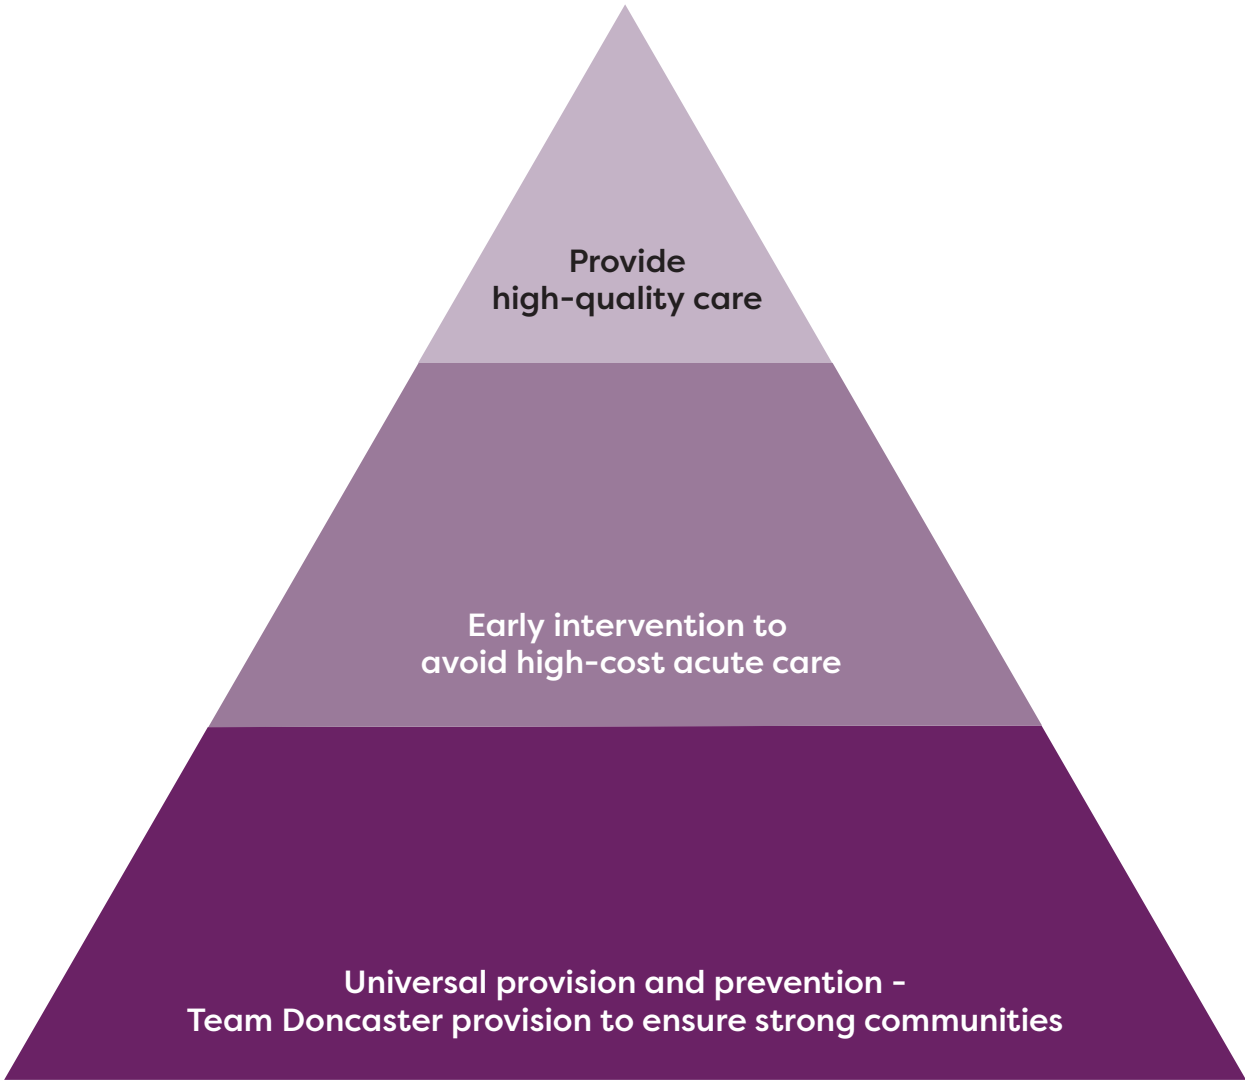 Provide
high-quality care
Early intervention to
avoid high-cost acute care
Universal provision and prevention -
Team Doncaster provision to ensure strong communities